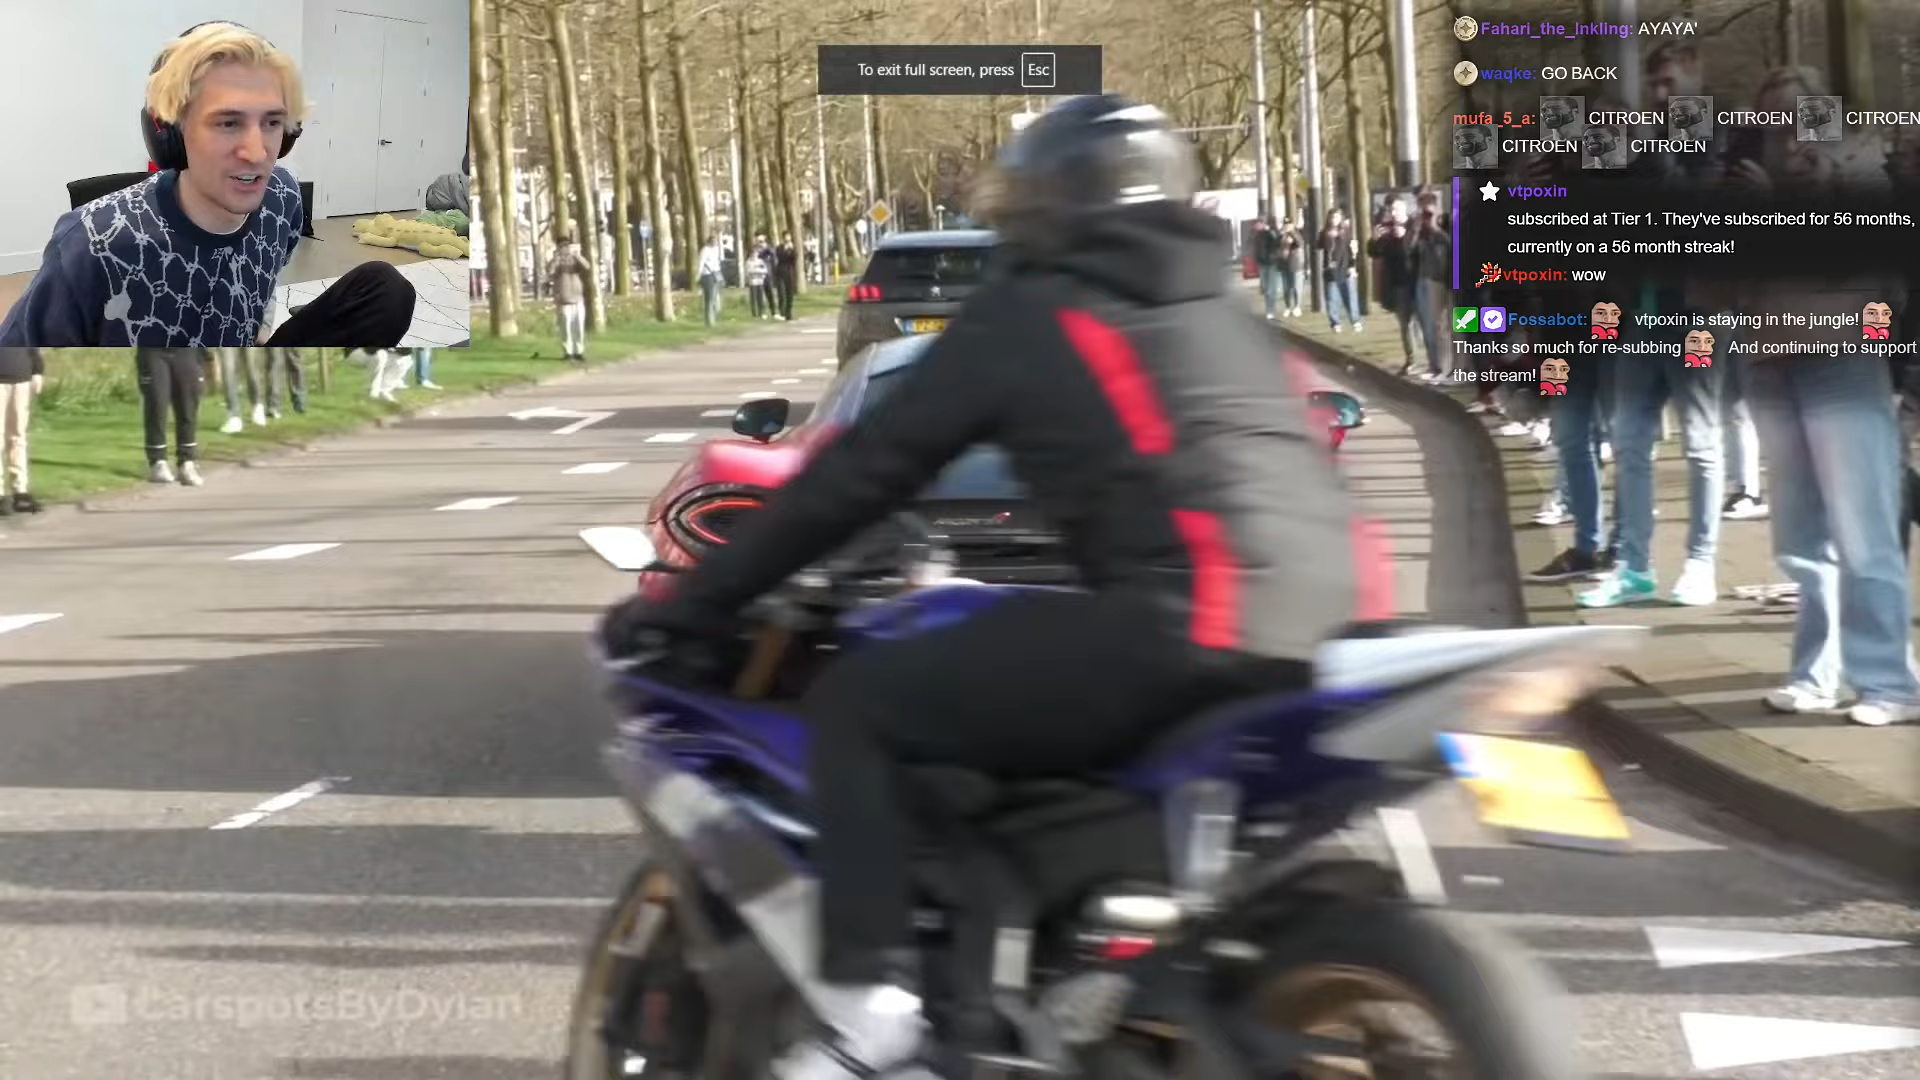 To exit full screen, press Esc
Fahari_the_Inkling: AYAYA'
waqke: GO BACK
mufa_5_a: CITROEN CITROEN CITROEN
CITROEN CITROEN
vtpoxin
subscribed at Tier 1. They've subscribed for 56 months,
currently on a 56 month streak!
vtpoxin: wow
Fossabot: vtpoxin is staying in the jungle!
Thanks so much for re-subbing And continuing to support
the stream!
CarspotsByDylan